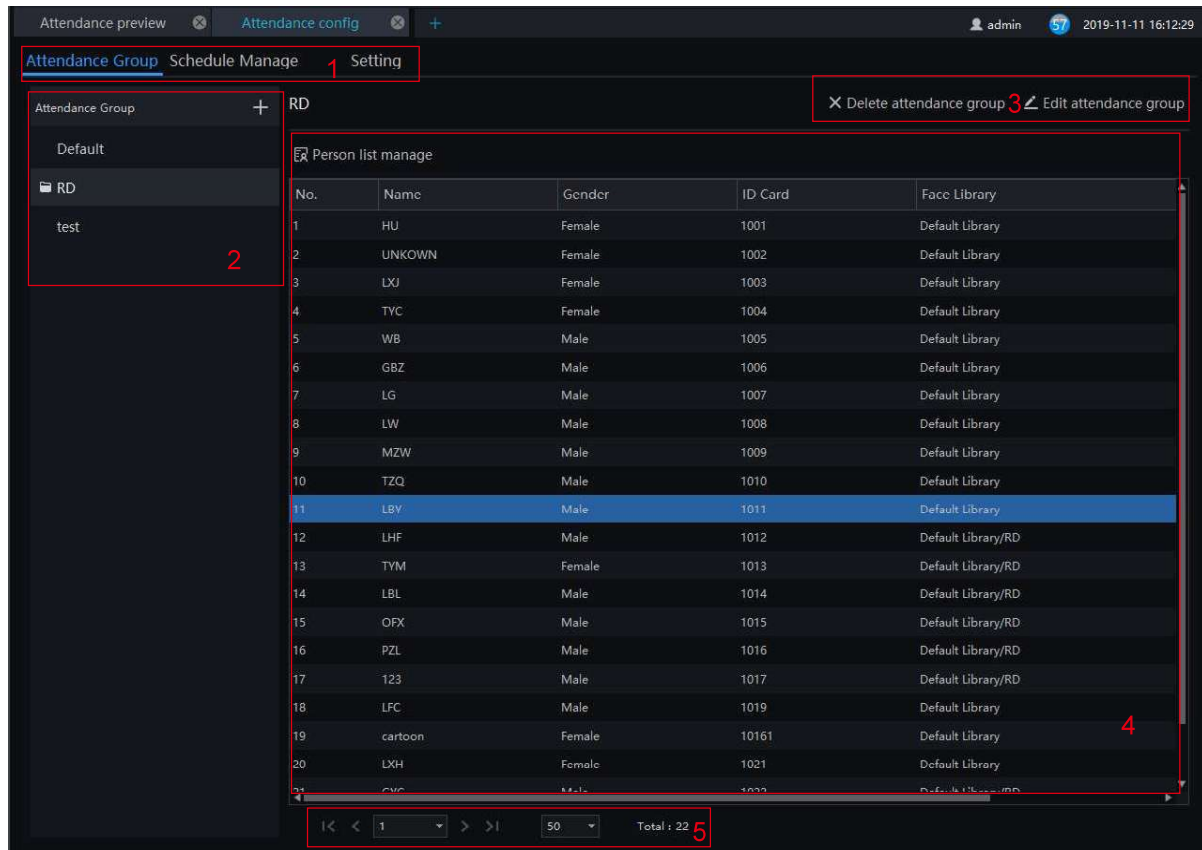 Attendance preview Attendance config + admin 57 2019-11-11 16:12:29
Attendance Group Schedule Manage 1 Setting
Attendance Group + RD Delete attendance group 3 Edit attendance group
Default
RD
test
2
Person list manage
No. Name Gender ID Card Face Library
1 HU Female 1001 Default Library
2 UNKOWN Female 1002 Default Library
3 LXJ Female 1003 Default Library
4 TYC Female 1004 Default Library
5 WB Male 1005 Default Library
6 GBZ Male 1006 Default Library
7 LG Male 1007 Default Library
8 LW Male 1008 Default Library
9 MZW Male 1009 Default Library
10 TZQ Male 1010 Default Library
11 LBY Male 1011 Default Library
12 LHF Male 1012 Default Library/RD
13 TYM Female 1013 Default Library/RD
14 LBL Male 1014 Default Library/RD
15 OFX Male 1015 Default Library/RD
16 PZL Male 1016 Default Library/RD
17 123 Male 1017 Default Library/RD
18 LFC Male 1019 Default Library
19 cartoon Female 10161 Default Library
4
20 LXH Female 1021 Default Library
21 Male 1022 Default Library/RD
1 50 Total : 22 5